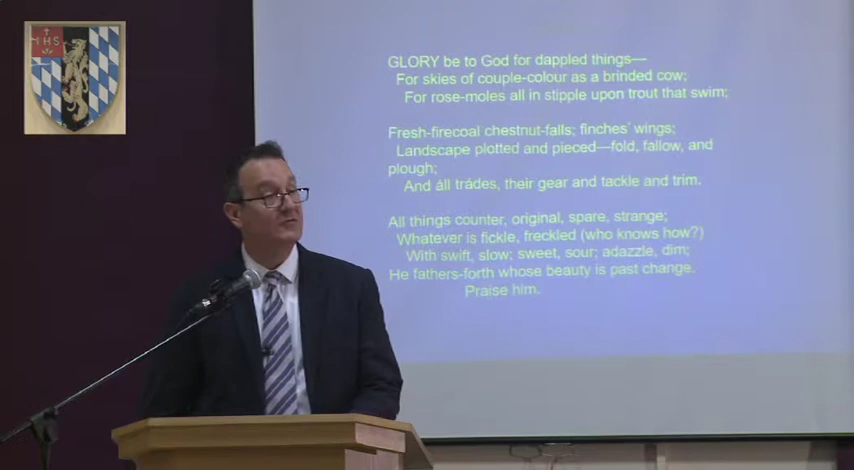 IHS
GLORY be to God for dappled things—
For skies of couple-colour as a brinded cow;
For rose-moles all in stipple upon trout that swim;
Fresh-firecoal chestnut-falls; finches' wings;
Landscape plotted and pieced—fold, fallow, and
plough;
And áll trádes, their gear and tackle and trim.
All things counter, original, spare, strange;
Whatever is fickle, freckled (who knows how?)
With swift, slow; sweet, sour; adazzle, dim;
He fathers-forth whose beauty is past change.
Praise him.